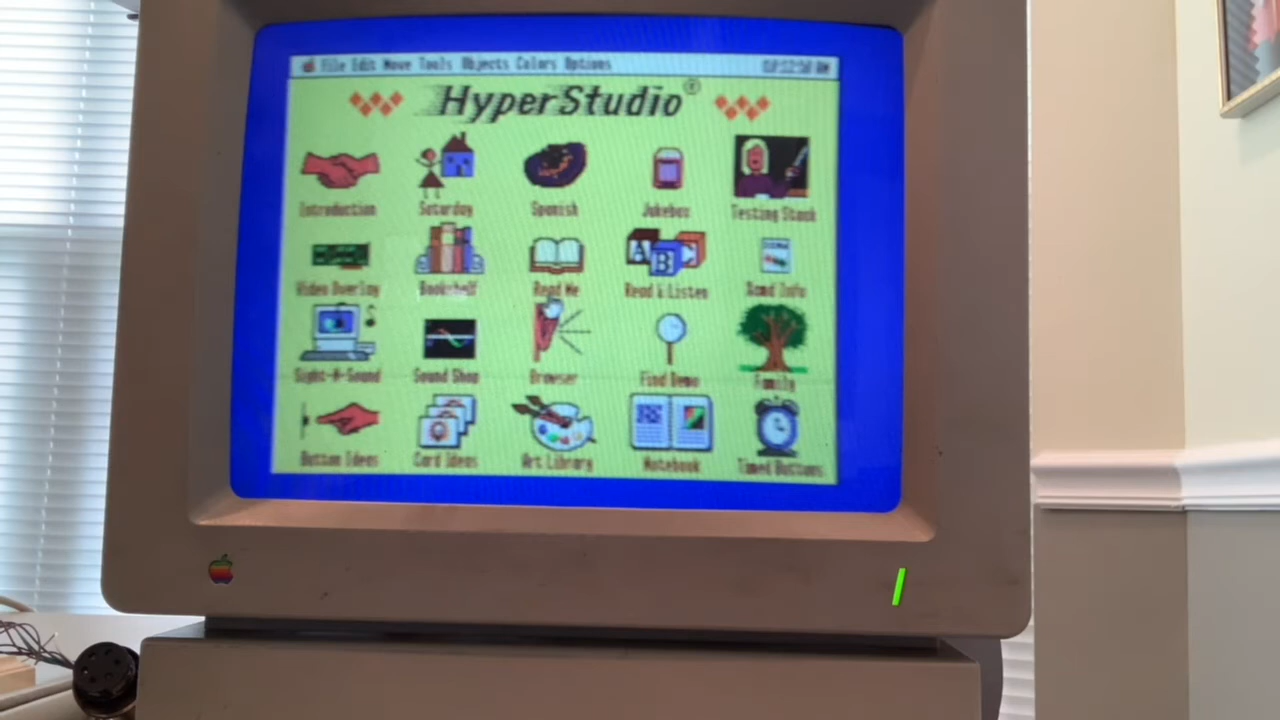 File Edit Move Tools Objects Colors Options
HyperStudio®
Introduction Saturday Spanish Jukebox Testing Stack
A B C
Video Overlay Bookshelf Read Me Read & Listen Scrd Info
Sight-A-Sound Sound Shop Browser Find Demo Family
Button Ideas Card Ideas Art Library Notebook Timed Buttons